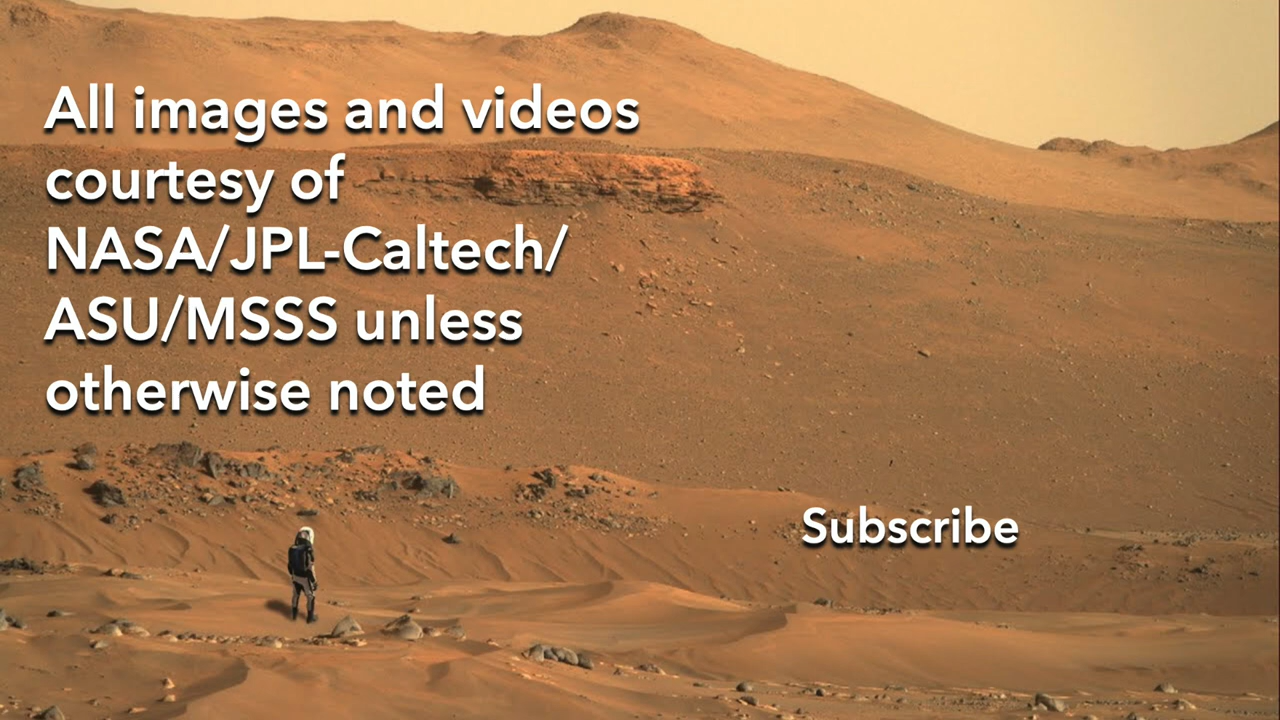 All images and videos
courtesy of
NASA/JPL-Caltech/
ASU/MSSS unless
otherwise noted
Subscribe